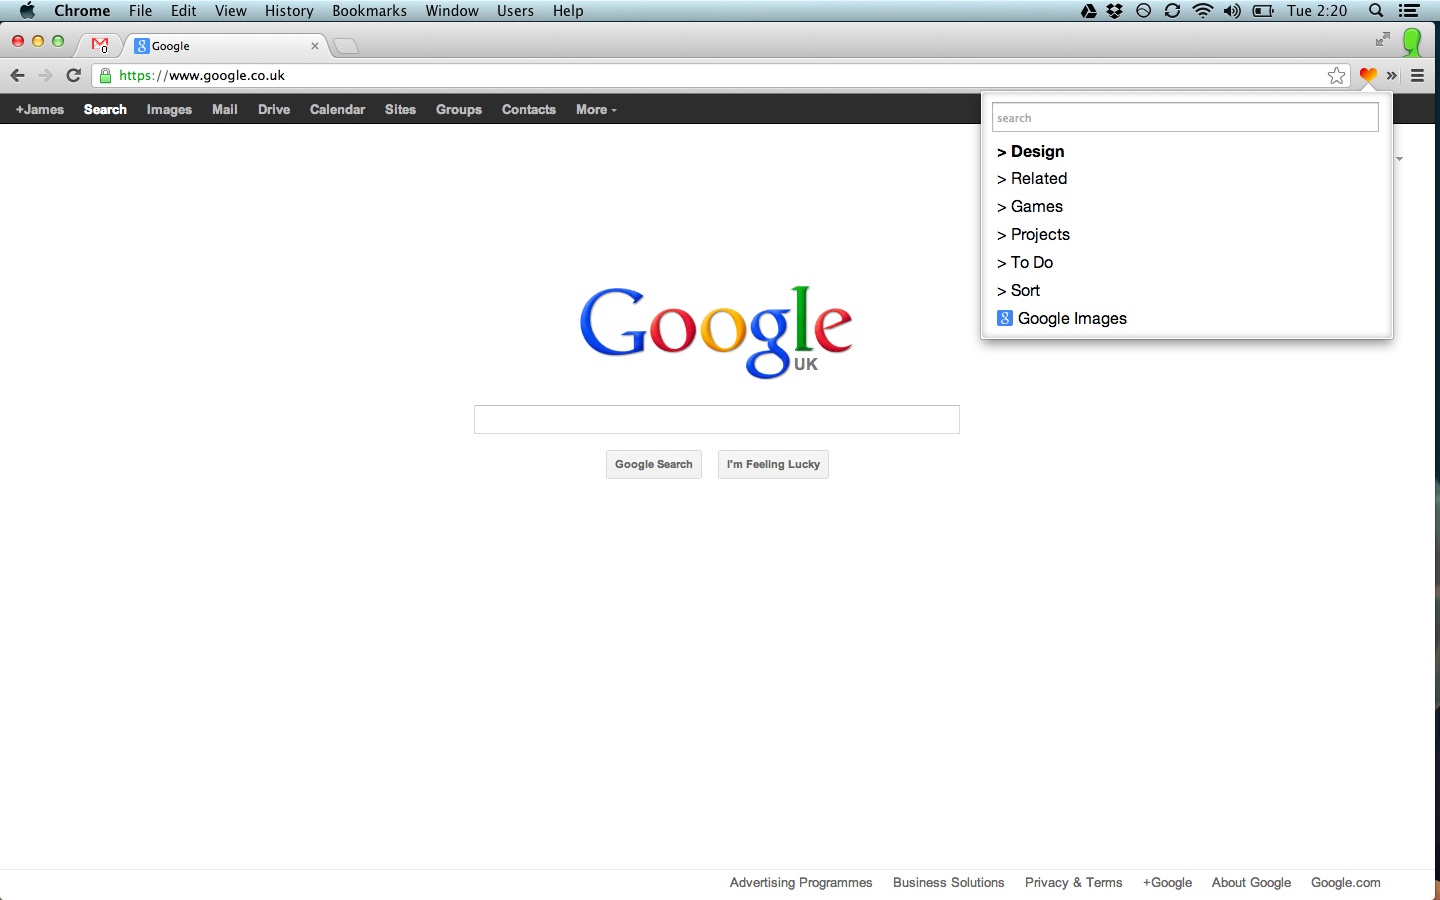 Chrome File Edit View History Bookmarks Window Users Help Tue 2:20
0 Google
https://www.google.co.uk
+James Search Images Mail Drive Calendar Sites Groups Contacts More
search
> Design
> Related
> Games
> Projects
> To Do
> Sort
8 Google Images
Google
UK
Google Search I'm Feeling Lucky
Advertising Programmes Business Solutions Privacy & Terms +Google About Google Google.com